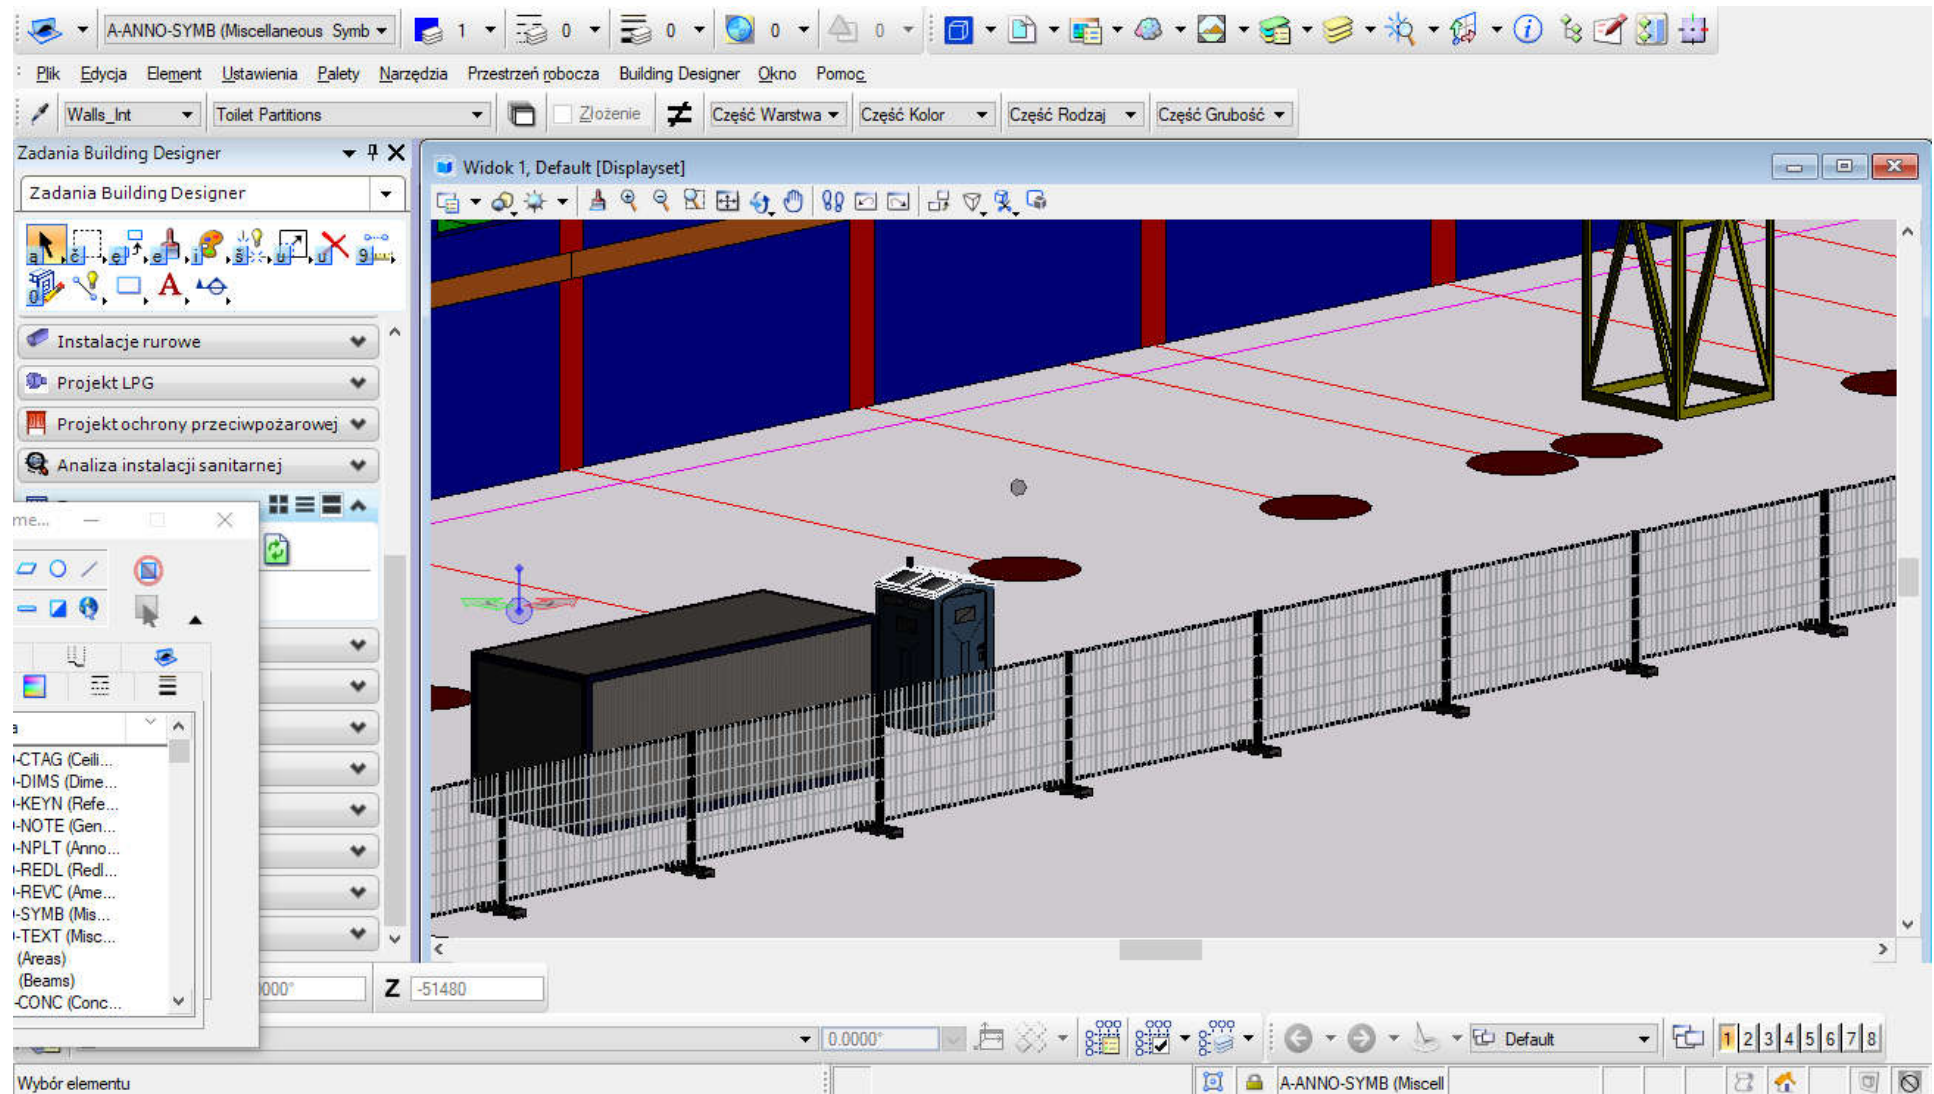 A-ANNO-SYMB (Miscellaneous Symb 1 0 0 0 0
Plik Edycja Element Ustawienia Palety Narzędzia Przestrzeń robocza Building Designer Okno Pomoc
Walls_Int Toilet Partitions Złożenie Część Warstwa Część Kolor Część Rodzaj Część Grubość
Zadania Building Designer
Zadania Building Designer
Instalacje rurowe
Projekt LPG
Projekt ochrony przeciwpożarowej
Analiza instalacji sanitarnej
me...
a
-CTAG (Ceili...
-DIMS (Dime...
-KEYN (Refe...
-NOTE (Gen...
-NPLT (Anno...
-REDL (Redl...
-REVC (Ame...
-SYMB (Mis...
-TEXT (Misc...
(Areas)
(Beams)
-CONC (Conc...
Widok 1, Default [Displayset]
000° Z -51480
0.0000° Default 1 2 3 4 5 6 7 8
Wybór elementu A-ANNO-SYMB (Miscell